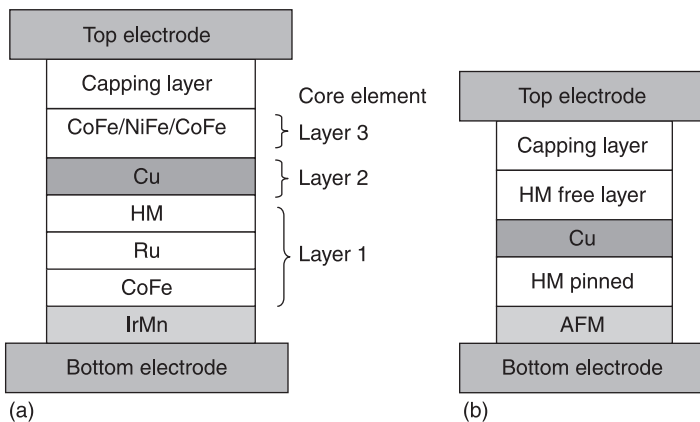 Top electrode
Capping layer
CoFe/NiFe/CoFe
Cu
HM
Ru
CoFe
IrMn
Bottom electrode
(a)
Core element
Layer 3
Layer 2
Layer 1
Top electrode
Capping layer
HM free layer
Cu
HM pinned
AFM
Bottom electrode
(b)